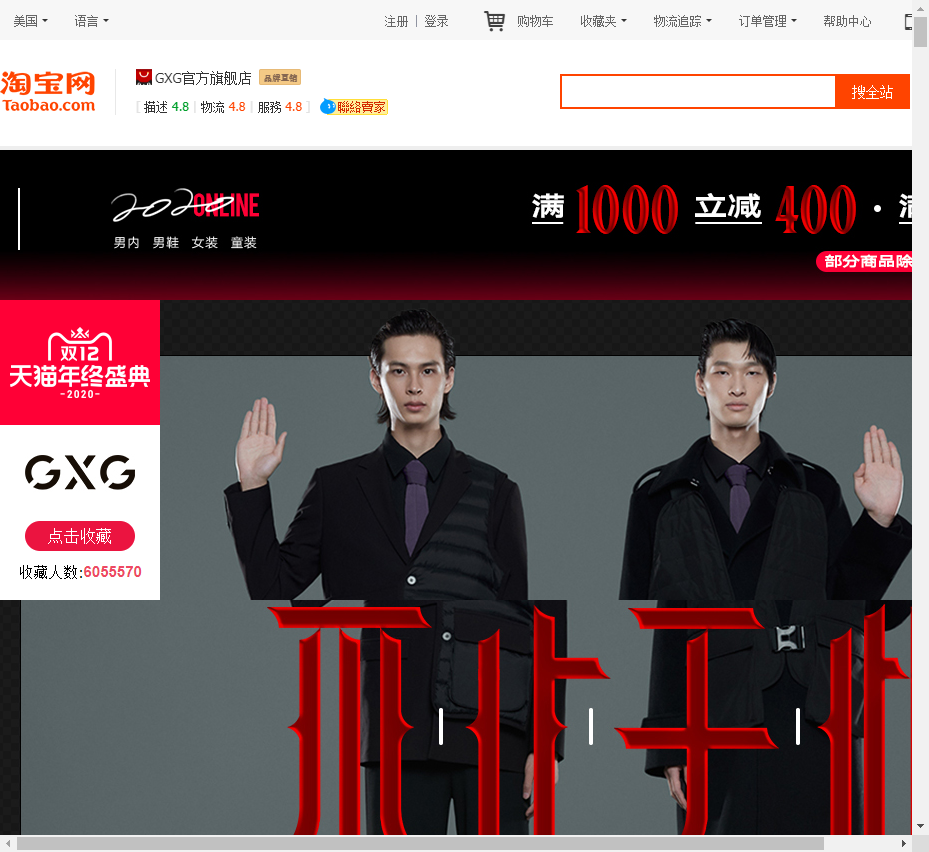 美国 语言 注册 登录 购物车 收藏夹 物流追踪 订单管理 帮助中心
淘宝网
Taobao.com
GXG官方旗舰店 品牌直销
[ 描述 4.8 物流 4.8 服務 4.8 ] 聯絡賣家
搜全站
2020 ONLINE
男内 男鞋 女装 童装
满 1000 立减 400 · 满
部分商品除
双12
天猫年终盛典
-2020-
GXG
点击收藏
收藏人数:6055570